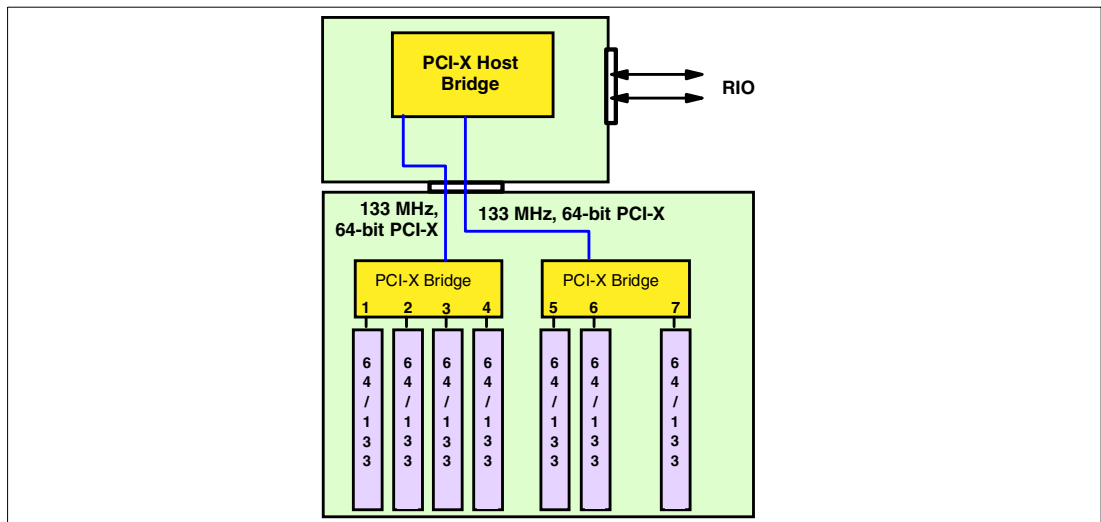 PCI-X Host
Bridge
RIO
133 MHz,
64-bit PCI-X
133 MHz, 64-bit PCI-X
PCI-X Bridge
1 2 3 4
PCI-X Bridge
5 6 7
64/133
64/133
64/133
64/133
64/133
64/133
64/133